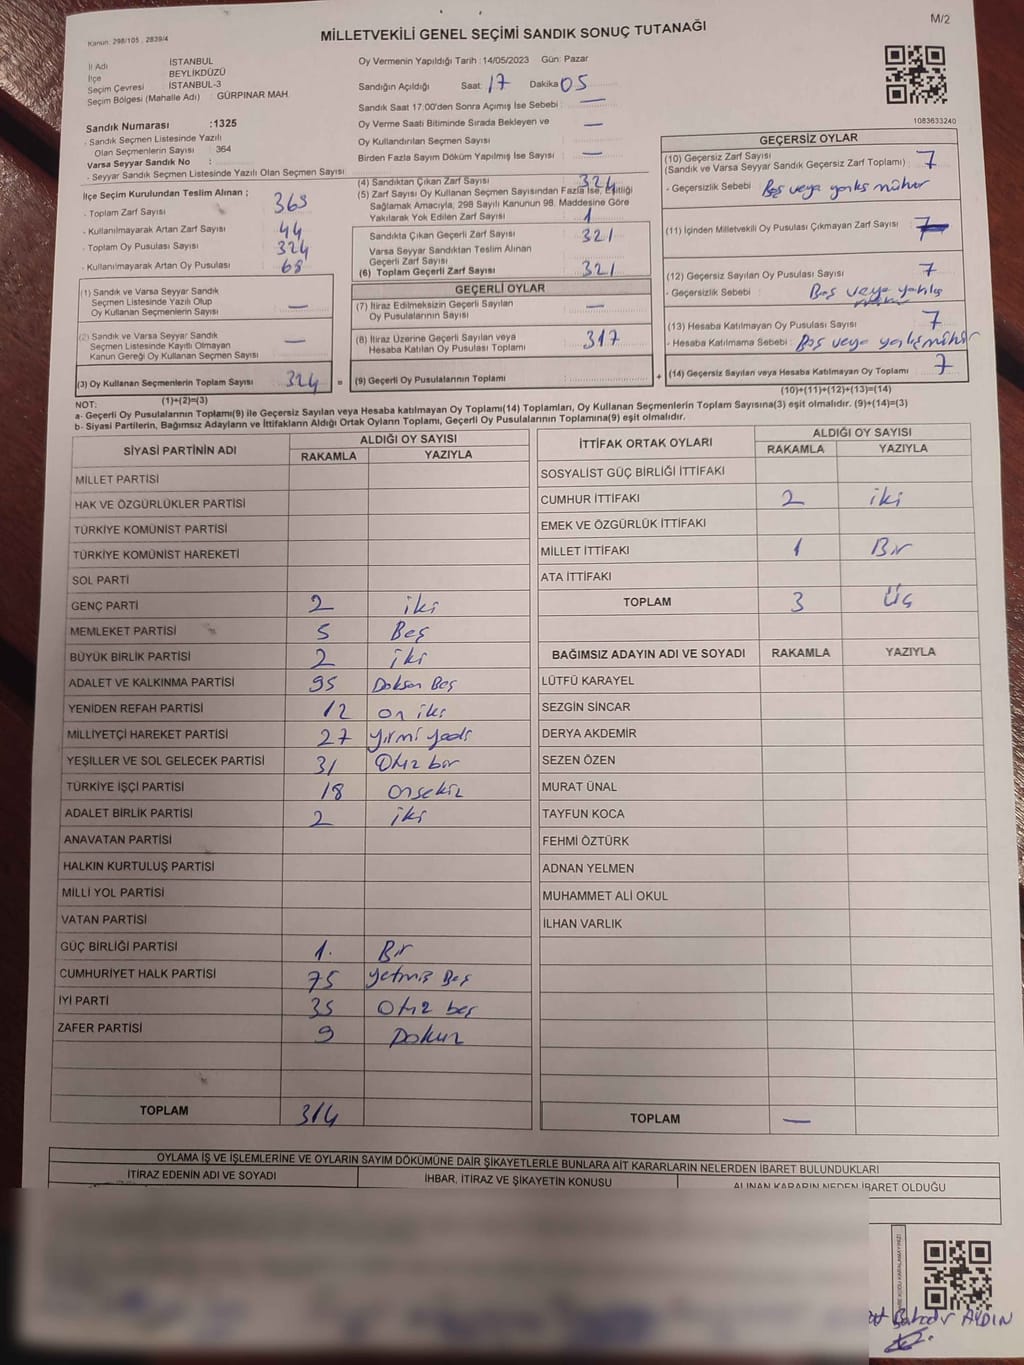 Kanun. 298/105 , 2839/4
MİLLETVEKİLİ GENEL SEÇİMİ SANDIK SONUÇ TUTANAĞI
M/2
İl Adı : İSTANBUL
İlçe : BEYLİKDÜZÜ
Seçim Çevresi : İSTANBUL-3
Seçim Bölgesi (Mahalle Adı) : GÜRPINAR MAH.
Sandık Numarası :1325
- Sandık Seçmen Listesinde Yazılı
Olan Seçmenlerin Sayısı : 364
Varsa Seyyar Sandık No :
- Seyyar Sandık Seçmen Listesinde Yazılı Olan Seçmen Sayısı :
Oy Vermenin Yapıldığı Tarih : 14/05/2023 Gün: Pazar
Sandığın Açıldığı Saat: 17 Dakika 05
Sandık Saat 17:00'den Sonra Açımış İse Sebebi : —
Oy Verme Saati Bitiminde Sırada Bekleyen ve —
Oy Kullandırılan Seçmen Sayısı
Birden Fazla Sayım Döküm Yapılmış İse Sayısı : —
1083633240
İlçe Seçim Kurulundan Teslim Alınan ;
- Toplam Zarf Sayısı : 365
- Kullanılmayarak Artan Zarf Sayısı : 44
- Toplam Oy Pusulası Sayısı : 324
- Kullanılmayarak Artan Oy Pusulası : 68
(1) Sandık ve Varsa Seyyar Sandık
Seçmen Listesinde Yazılı Olup —
Oy Kullanan Seçmenlerin Sayısı
(2) Sandık ve Varsa Seyyar Sandık
Seçmen Listesinde Kayıtlı Olmayan —
Kanun Gereği Oy Kullanan Seçmen Sayısı
(3) Oy Kullanan Seçmenlerin Toplam Sayısı 324 =
(1)+(2)=(3)
(4) Sandıktan Çıkan Zarf Sayısı : 324
(5) Zarf Sayısı Oy Kullanan Seçmen Sayısından Fazla İse, Eşitliği
Sağlamak Amacıyla, 298 Sayılı Kanunun 98. Maddesine Göre
Yakılarak Yok Edilen Zarf Sayısı : 1
Sandıkta Çıkan Geçerli Zarf Sayısı : 321
Varsa Seyyar Sandıktan Teslim Alınan
Geçerli Zarf Sayısı
(6) Toplam Geçerli Zarf Sayısı : 321
GEÇERLİ OYLAR
(7) İtiraz Edilmeksizin Geçerli Sayılan —
Oy Pusulalarının Sayısı
(8) İtiraz Üzerine Geçerli Sayılan veya
Hesaba Katılan Oy Pusulası Toplamı 317
(9) Geçerli Oy Pusulalarının Toplamı : +
GEÇERSİZ OYLAR
(10) Geçersiz Zarf Sayısı
(Sandık ve Varsa Seyyar Sandık Geçersiz Zarf Toplamı) : 7
- Geçersizlik Sebebi : Boş veya yanlış mühür
(11) İçinden Milletvekili Oy Pusulası Çıkmayan Zarf Sayısı : 7
(12) Geçersiz Sayılan Oy Pusulası Sayısı : 7
- Geçersizlik Sebebi : Boş veya yanlış
(13) Hesaba Katılmayan Oy Pusulası Sayısı : 7
- Hesaba Katılmama Sebebi : Boş veya yanlış mühür
(14) Geçersiz Sayılan veya Hesaba Katılmayan Oy Toplamı : 7
(10)+(11)+(12)+(13)=(14)
NOT:
a- Geçerli Oy Pusulalarının Toplamı(9) ile Geçersiz Sayılan veya Hesaba katılmayan Oy Toplamı(14) Toplamları, Oy Kullanan Seçmenlerin Toplam Sayısına(3) eşit olmalıdır. (9)+(14)=(3)
b- Siyasi Partilerin, Bağımsız Adayların ve İttifakların Aldığı Ortak Oyların Toplamı, Geçerli Oy Pusulalarının Toplamına(9) eşit olmalıdır.
SİYASİ PARTİNİN ADI ALDIĞI OY SAYISI
RAKAMLA YAZIYLA
MİLLET PARTİSİ
HAK VE ÖZGÜRLÜKLER PARTİSİ
TÜRKİYE KOMÜNİST PARTİSİ
TÜRKİYE KOMÜNİST HAREKETİ
SOL PARTİ
GENÇ PARTİ 2 iki
MEMLEKET PARTİSİ 5 Beş
BÜYÜK BİRLİK PARTİSİ 2 iki
ADALET VE KALKINMA PARTİSİ 95 Doksan Beş
YENİDEN REFAH PARTİSİ 12 on iki
MİLLİYETÇİ HAREKET PARTİSİ 27 yirmi yedi
YEŞİLLER VE SOL GELECEK PARTİSİ 31 Otuz bir
TÜRKİYE İŞÇİ PARTİSİ 18 onsekiz
ADALET BİRLİK PARTİSİ 2 iki
ANAVATAN PARTİSİ
HALKIN KURTULUŞ PARTİSİ
MİLLİ YOL PARTİSİ
VATAN PARTİSİ
GÜÇ BİRLİĞİ PARTİSİ 1. Bir
CUMHURİYET HALK PARTİSİ 75 yetmiş Beş
İYİ PARTİ 35 Otuz beş
ZAFER PARTİSİ 9 Dokuz
TOPLAM 314
İTTİFAK ORTAK OYLARI ALDIĞI OY SAYISI
RAKAMLA YAZIYLA
SOSYALİST GÜÇ BİRLİĞİ İTTİFAKI
CUMHUR İTTİFAKI 2 iki
EMEK VE ÖZGÜRLÜK İTTİFAKI
MİLLET İTTİFAKI 1 Bir
ATA İTTİFAKI
TOPLAM 3 Üç
BAĞIMSIZ ADAYIN ADI VE SOYADI RAKAMLA YAZIYLA
LÜTFÜ KARAYEL
SEZGİN SİNCAR
DERYA AKDEMİR
SEZEN ÖZEN
MURAT ÜNAL
TAYFUN KOCA
FEHMİ ÖZTÜRK
ADNAN YELMEN
MUHAMMET ALİ OKUL
İLHAN VARLIK
TOPLAM —
OYLAMA İŞ VE İŞLEMLERİNE VE OYLARIN SAYIM DÖKÜMÜNE DAİR ŞİKAYETLERLE BUNLARA AİT KARARLARIN NELERDEN İBARET BULUNDUKLARI
İTİRAZ EDENİN ADI VE SOYADI İHBAR, İTİRAZ VE ŞİKAYETİN KONUSU ALINAN KARARIN NEDEN İBARET OLDUĞU
Bahadır AYDIN